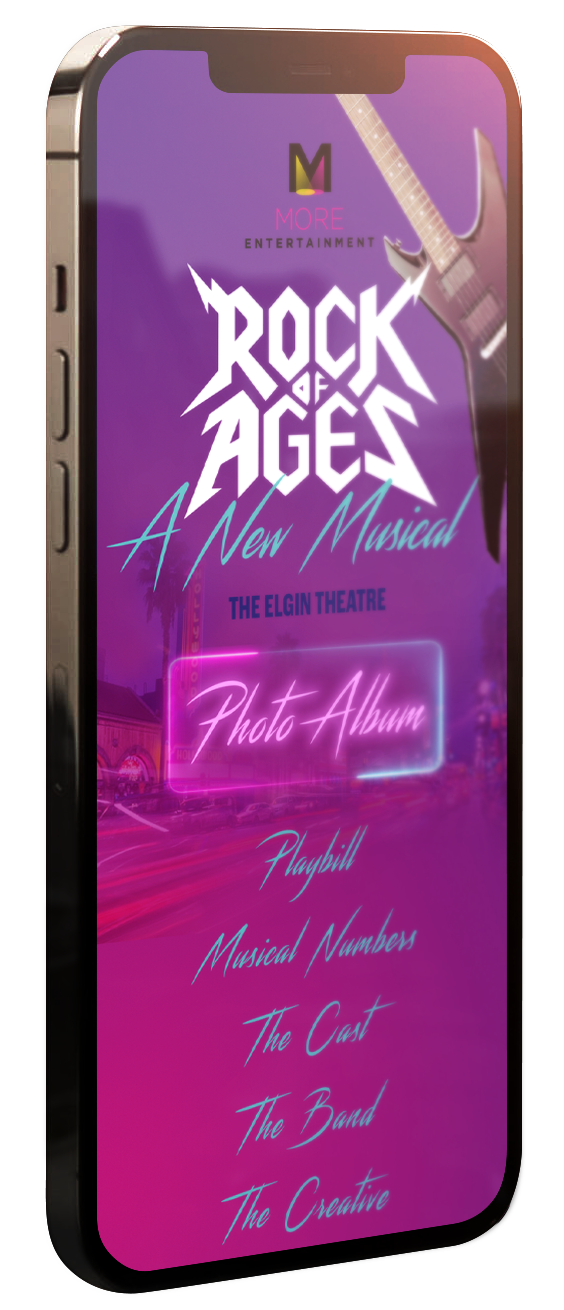 M
MORE
ENTERTAINMENT
ROCK
OF
AGES
A New Musical
THE ELGIN THEATRE
Photo Album
Playbill
Musical Numbers
The Cast
The Band
The Creative